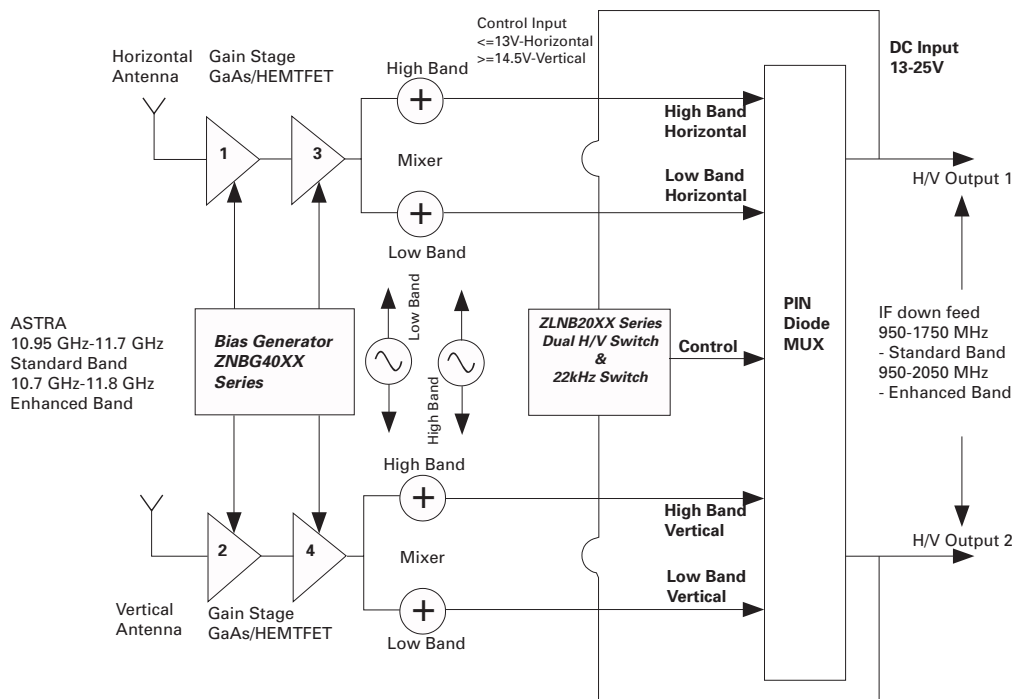 Control Input
<=13V-Horizontal
>=14.5V-Vertical
DC Input
13-25V
Horizontal
Antenna
Gain Stage
GaAs/HEMTFET
High Band
+
1
3
Mixer
High Band
Horizontal
Low Band
Horizontal
H/V Output 1
+
Low Band
Low Band
High Band
ASTRA
10.95 GHz-11.7 GHz
Standard Band
10.7 GHz-11.8 GHz
Enhanced Band
Bias Generator
ZNBG40XX
Series
ZLNB20XX Series
Dual H/V Switch
&
22kHz Switch
Control
PIN
Diode
MUX
IF down feed
950-1750 MHz
- Standard Band
950-2050 MHz
- Enhanced Band
High Band
+
2
4
Mixer
High Band
Vertical
Low Band
Vertical
H/V Output 2
Vertical
Antenna
Gain Stage
GaAs/HEMTFET
+
Low Band